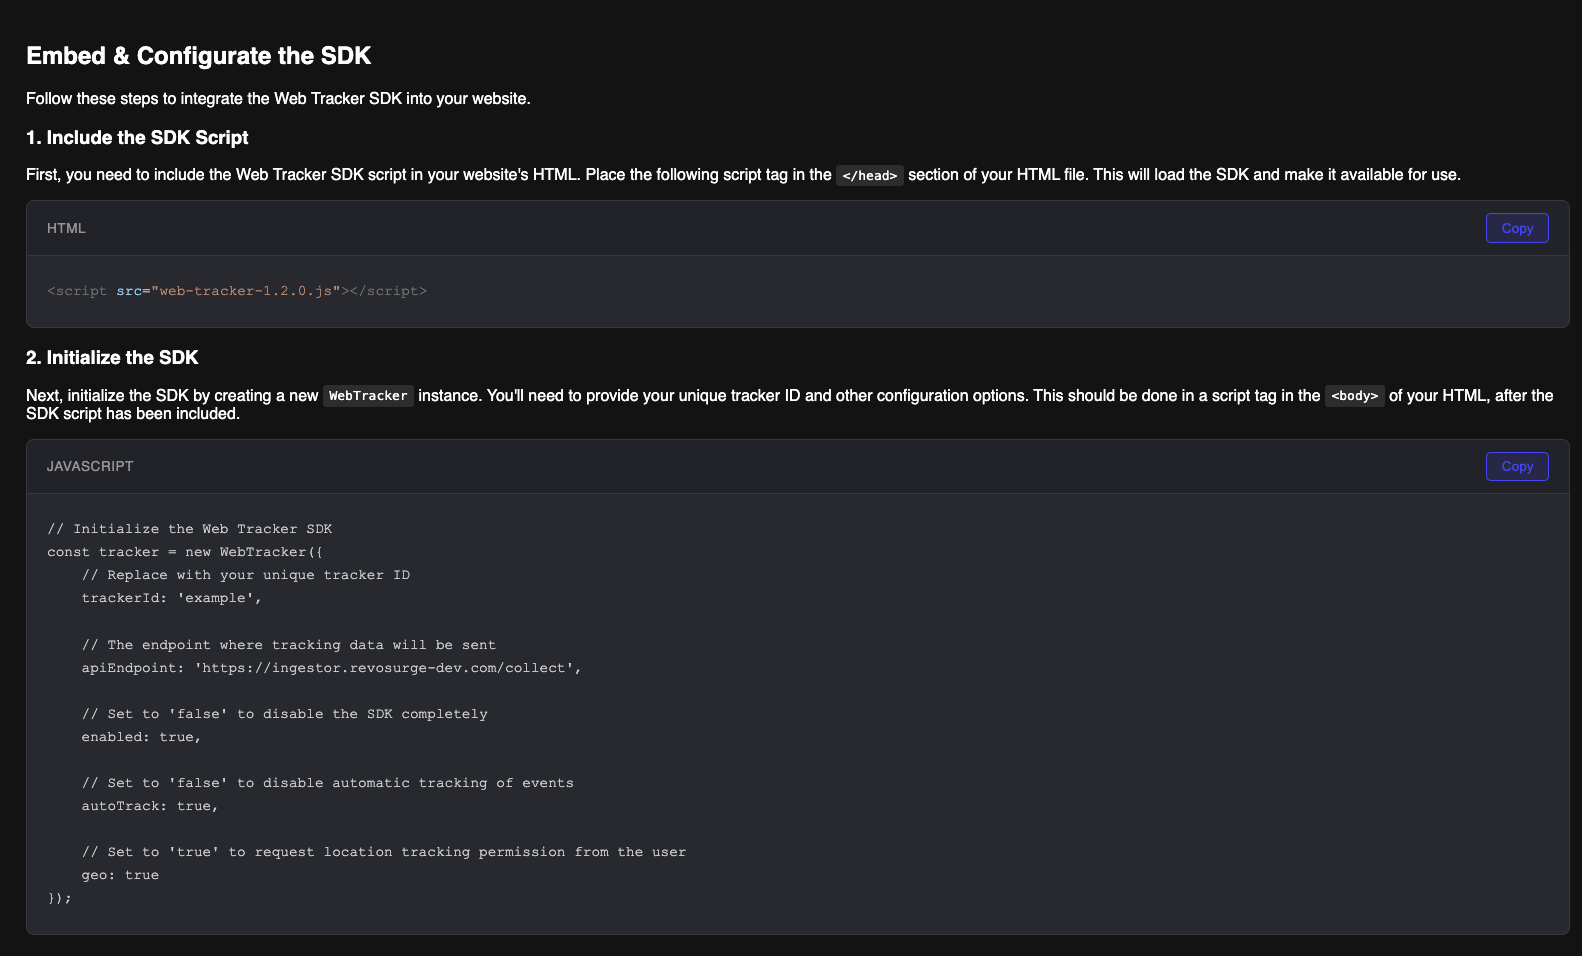 Embed & Configurate the SDK
Follow these steps to integrate the Web Tracker SDK into your website.
1. Include the SDK Script
First, you need to include the Web Tracker SDK script in your website's HTML. Place the following script tag in the </head> section of your HTML file. This will load the SDK and make it available for use.
HTML
Copy
<script src="web-tracker-1.2.0.js"></script>
2. Initialize the SDK
Next, initialize the SDK by creating a new WebTracker instance. You'll need to provide your unique tracker ID and other configuration options. This should be done in a script tag in the <body> of your HTML, after the
SDK script has been included.
JAVASCRIPT
Copy
// Initialize the Web Tracker SDK
const tracker = new WebTracker({
    // Replace with your unique tracker ID
    trackerId: 'example',
    // The endpoint where tracking data will be sent
    apiEndpoint: 'https://ingestor.revosurge-dev.com/collect',
    // Set to 'false' to disable the SDK completely
    enabled: true,
    // Set to 'false' to disable automatic tracking of events
    autoTrack: true,
    // Set to 'true' to request location tracking permission from the user
    geo: true
});